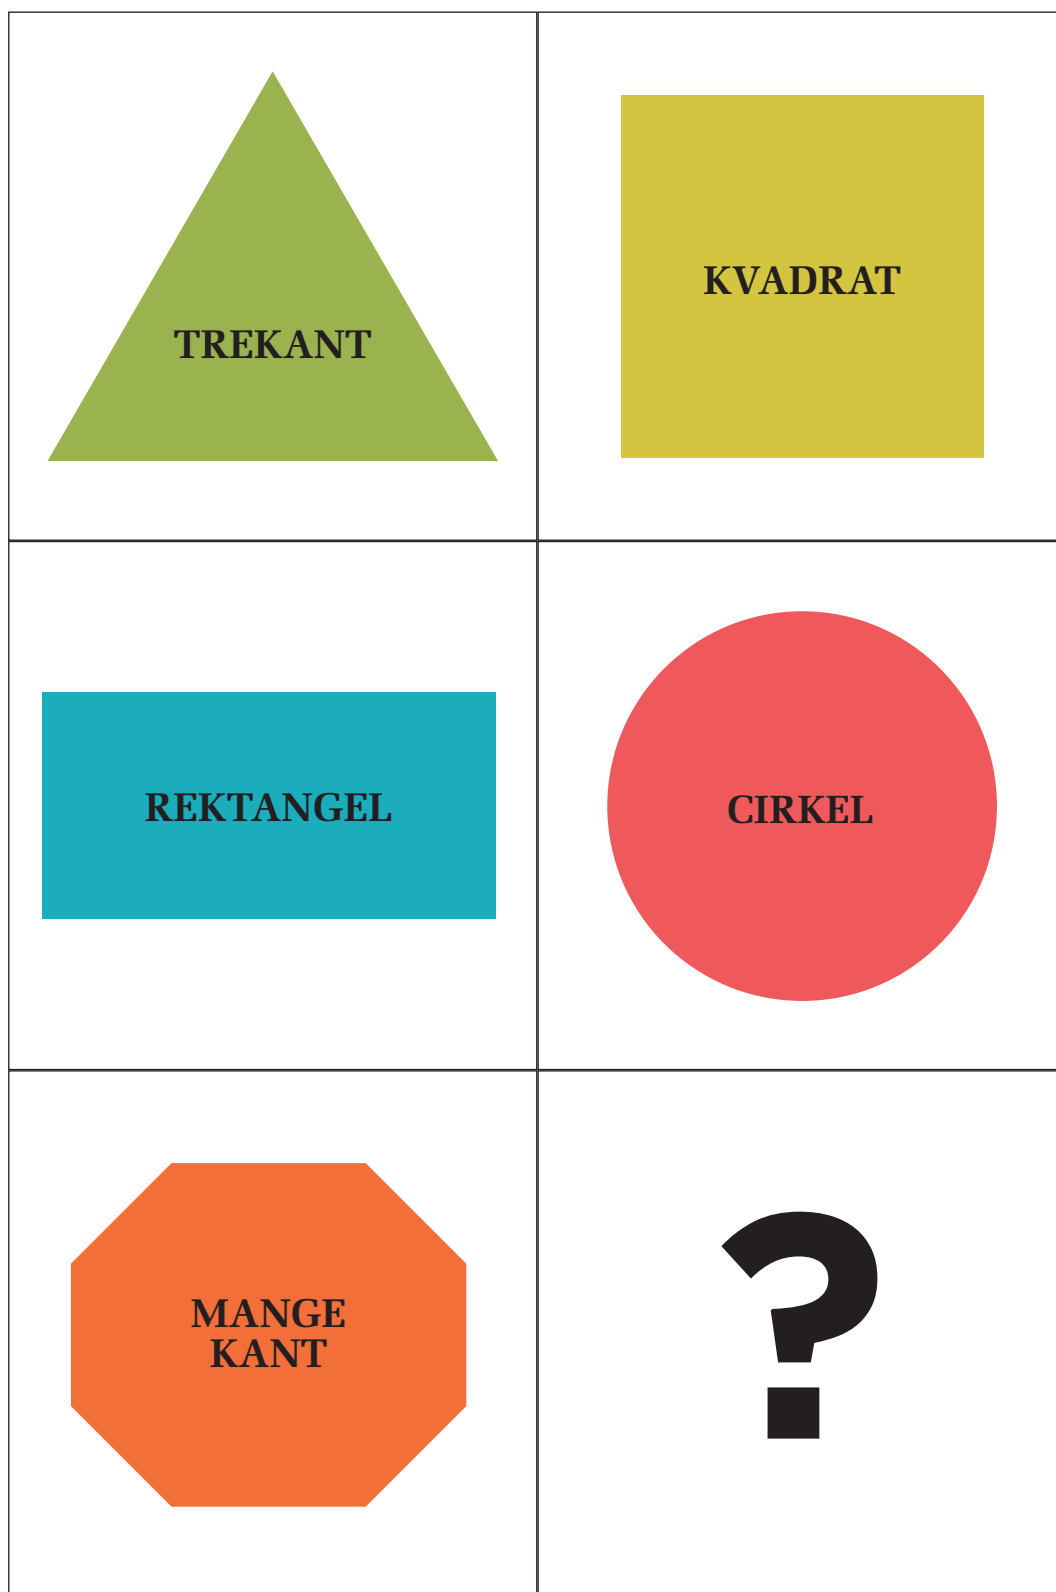 TREKANT
KVADRAT
REKTANGEL
CIRKEL
MANGE
KANT
?